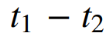 t₁ − t₂